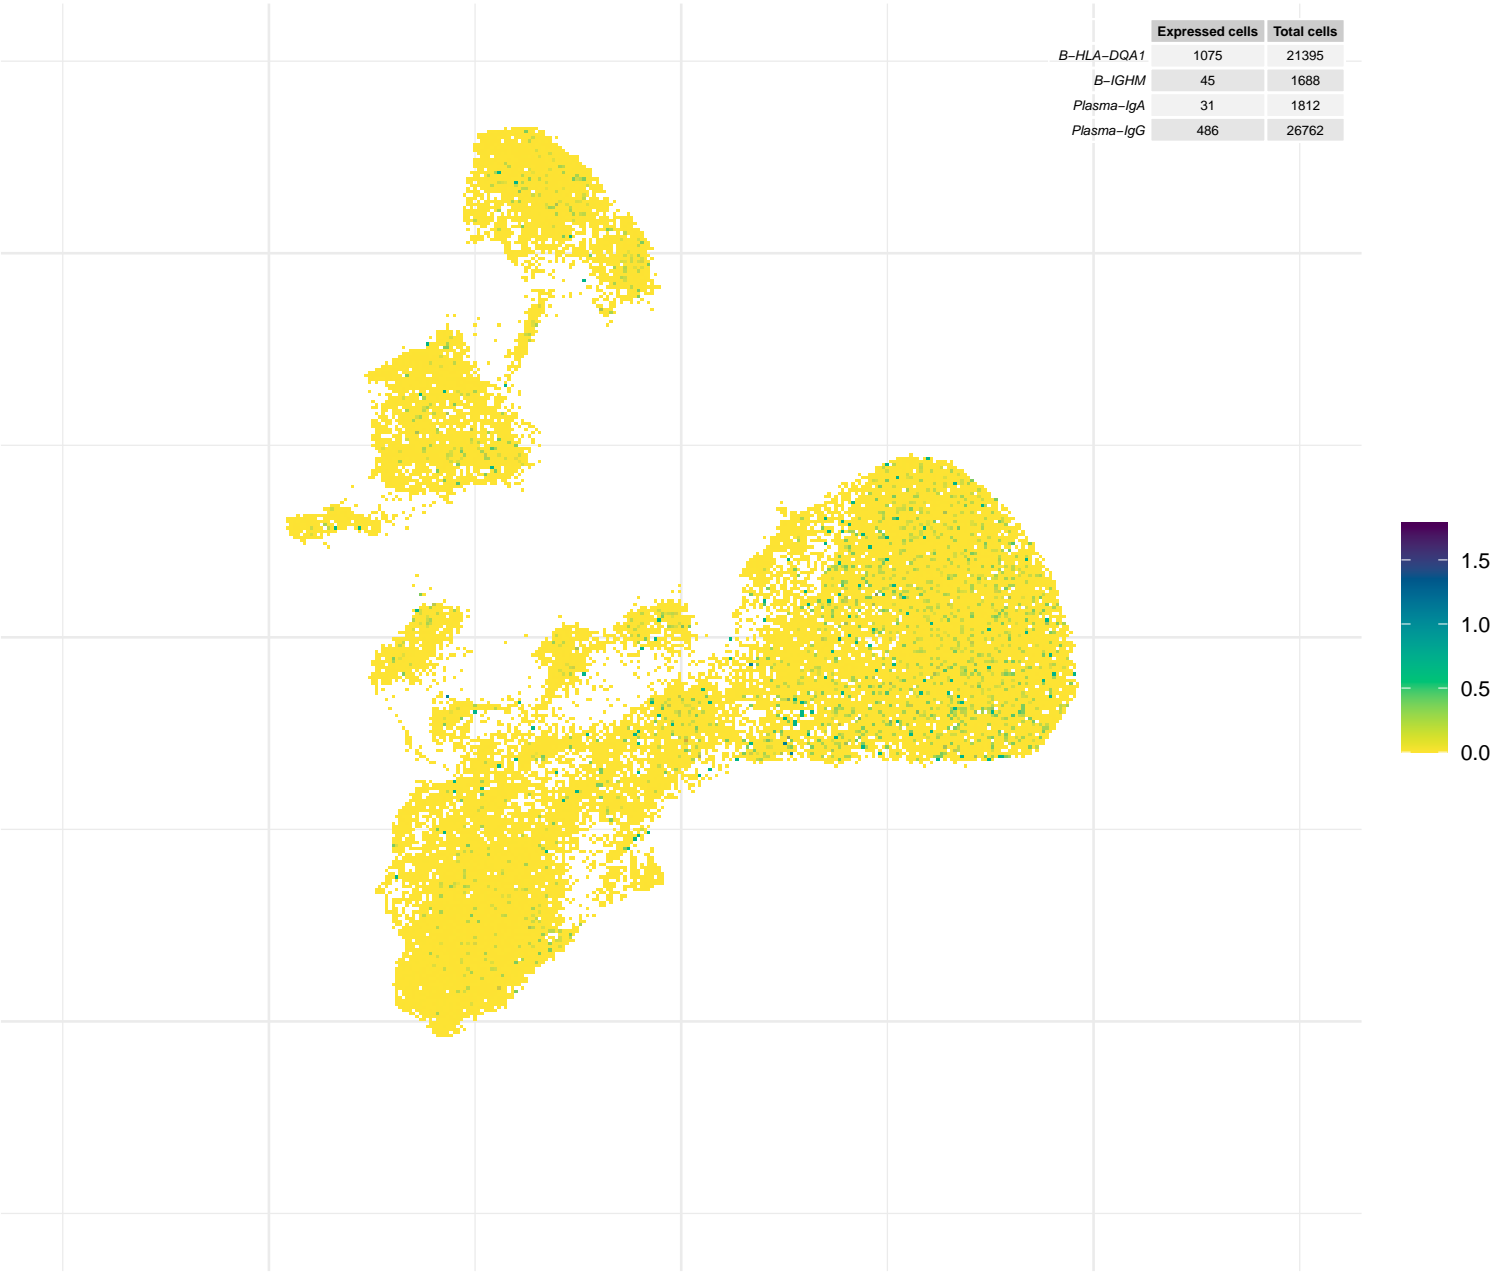 Expressed cells Total cells
B−HLA−DQA1 1075 21395
B−IGHM 45 1688
Plasma−IgA 31 1812
Plasma−IgG 486 26762
1.5
1.0
0.5
0.0